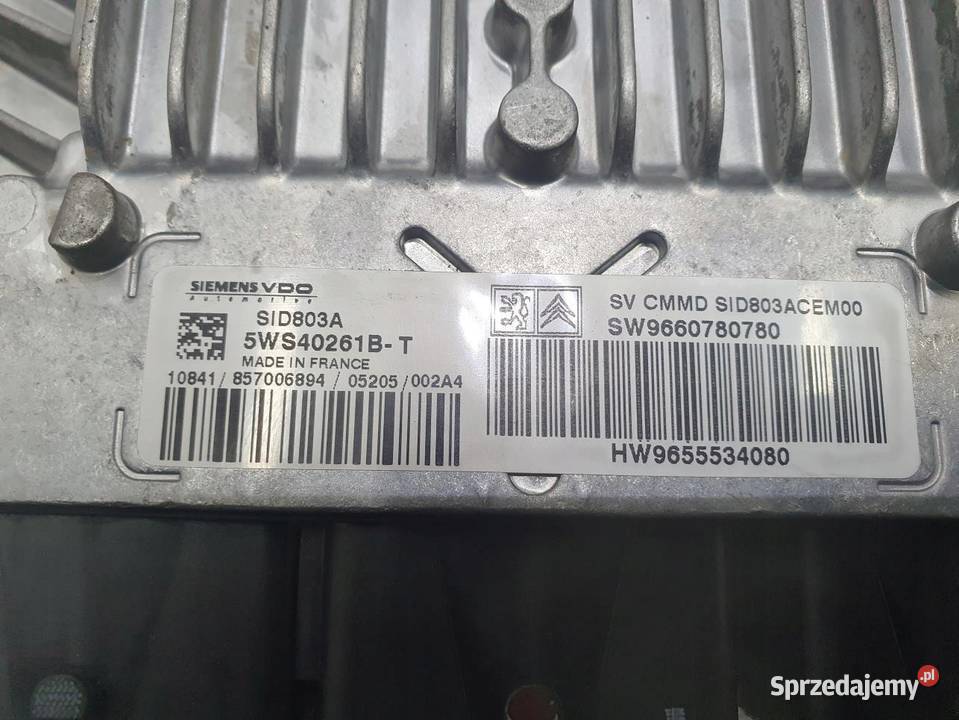 SIEMENS VDO
Automotive
SID803A
5WS40261B-T
MADE IN FRANCE
10841/857006894/05205/002A4
SV CMMD SID803ACEM00
SW9660780780
HW9655534080
Sprzedajemy.pl